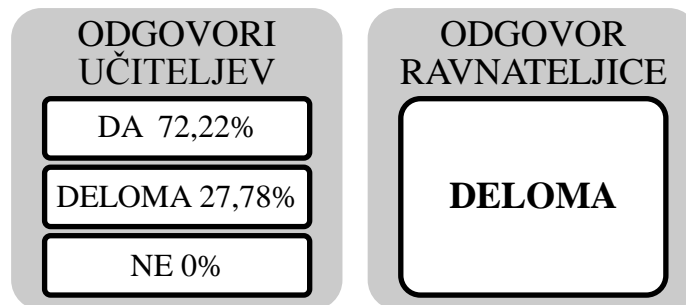 ODGOVORI
UČITELJEV
DA 72,22%
DELOMA 27,78%
NE 0%
ODGOVOR
RAVNATELJICE
DELOMA